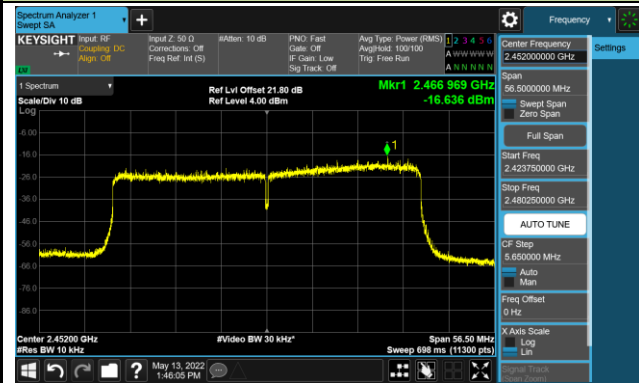 Spectrum Analyzer 1
Swept SA
Frequency
KEYSIGHT
Input: RF
Coupling: DC
Align: Off
Input Z: 50 Ω
Corrections: Off
Freq Ref: Int (S)
#Atten: 10 dB
PNO: Fast
Gate: Off
IF Gain: Low
Sig Track: Off
Avg Type: Power (RMS)
Avg|Hold: 100/100
Trig: Free Run
1 2 3 4 5 6
A W W W W W
A N N N N N
1 Spectrum
Scale/Div 10 dB
Ref Lvl Offset 21.80 dB
Ref Level 4.00 dBm
Mkr1 2.466 969 GHz
-16.636 dBm
Log
-6.00
-16.0
-26.0
-36.0
-46.0
-56.0
-66.0
-76.0
-86.0
1
Center 2.45200 GHz
#Res BW 10 kHz
#Video BW 30 kHz*
Span 56.50 MHz
Sweep 698 ms (11300 pts)
May 13, 2022
1:46:05 PM
Center Frequency
2.452000000 GHz
Span
56.5000000 MHz
Swept Span
Zero Span
Full Span
Start Freq
2.423750000 GHz
Stop Freq
2.480250000 GHz
AUTO TUNE
CF Step
5.650000 MHz
Auto
Man
Freq Offset
0 Hz
X Axis Scale
Log
Lin
Signal Track
(Span Zoom)
Settings